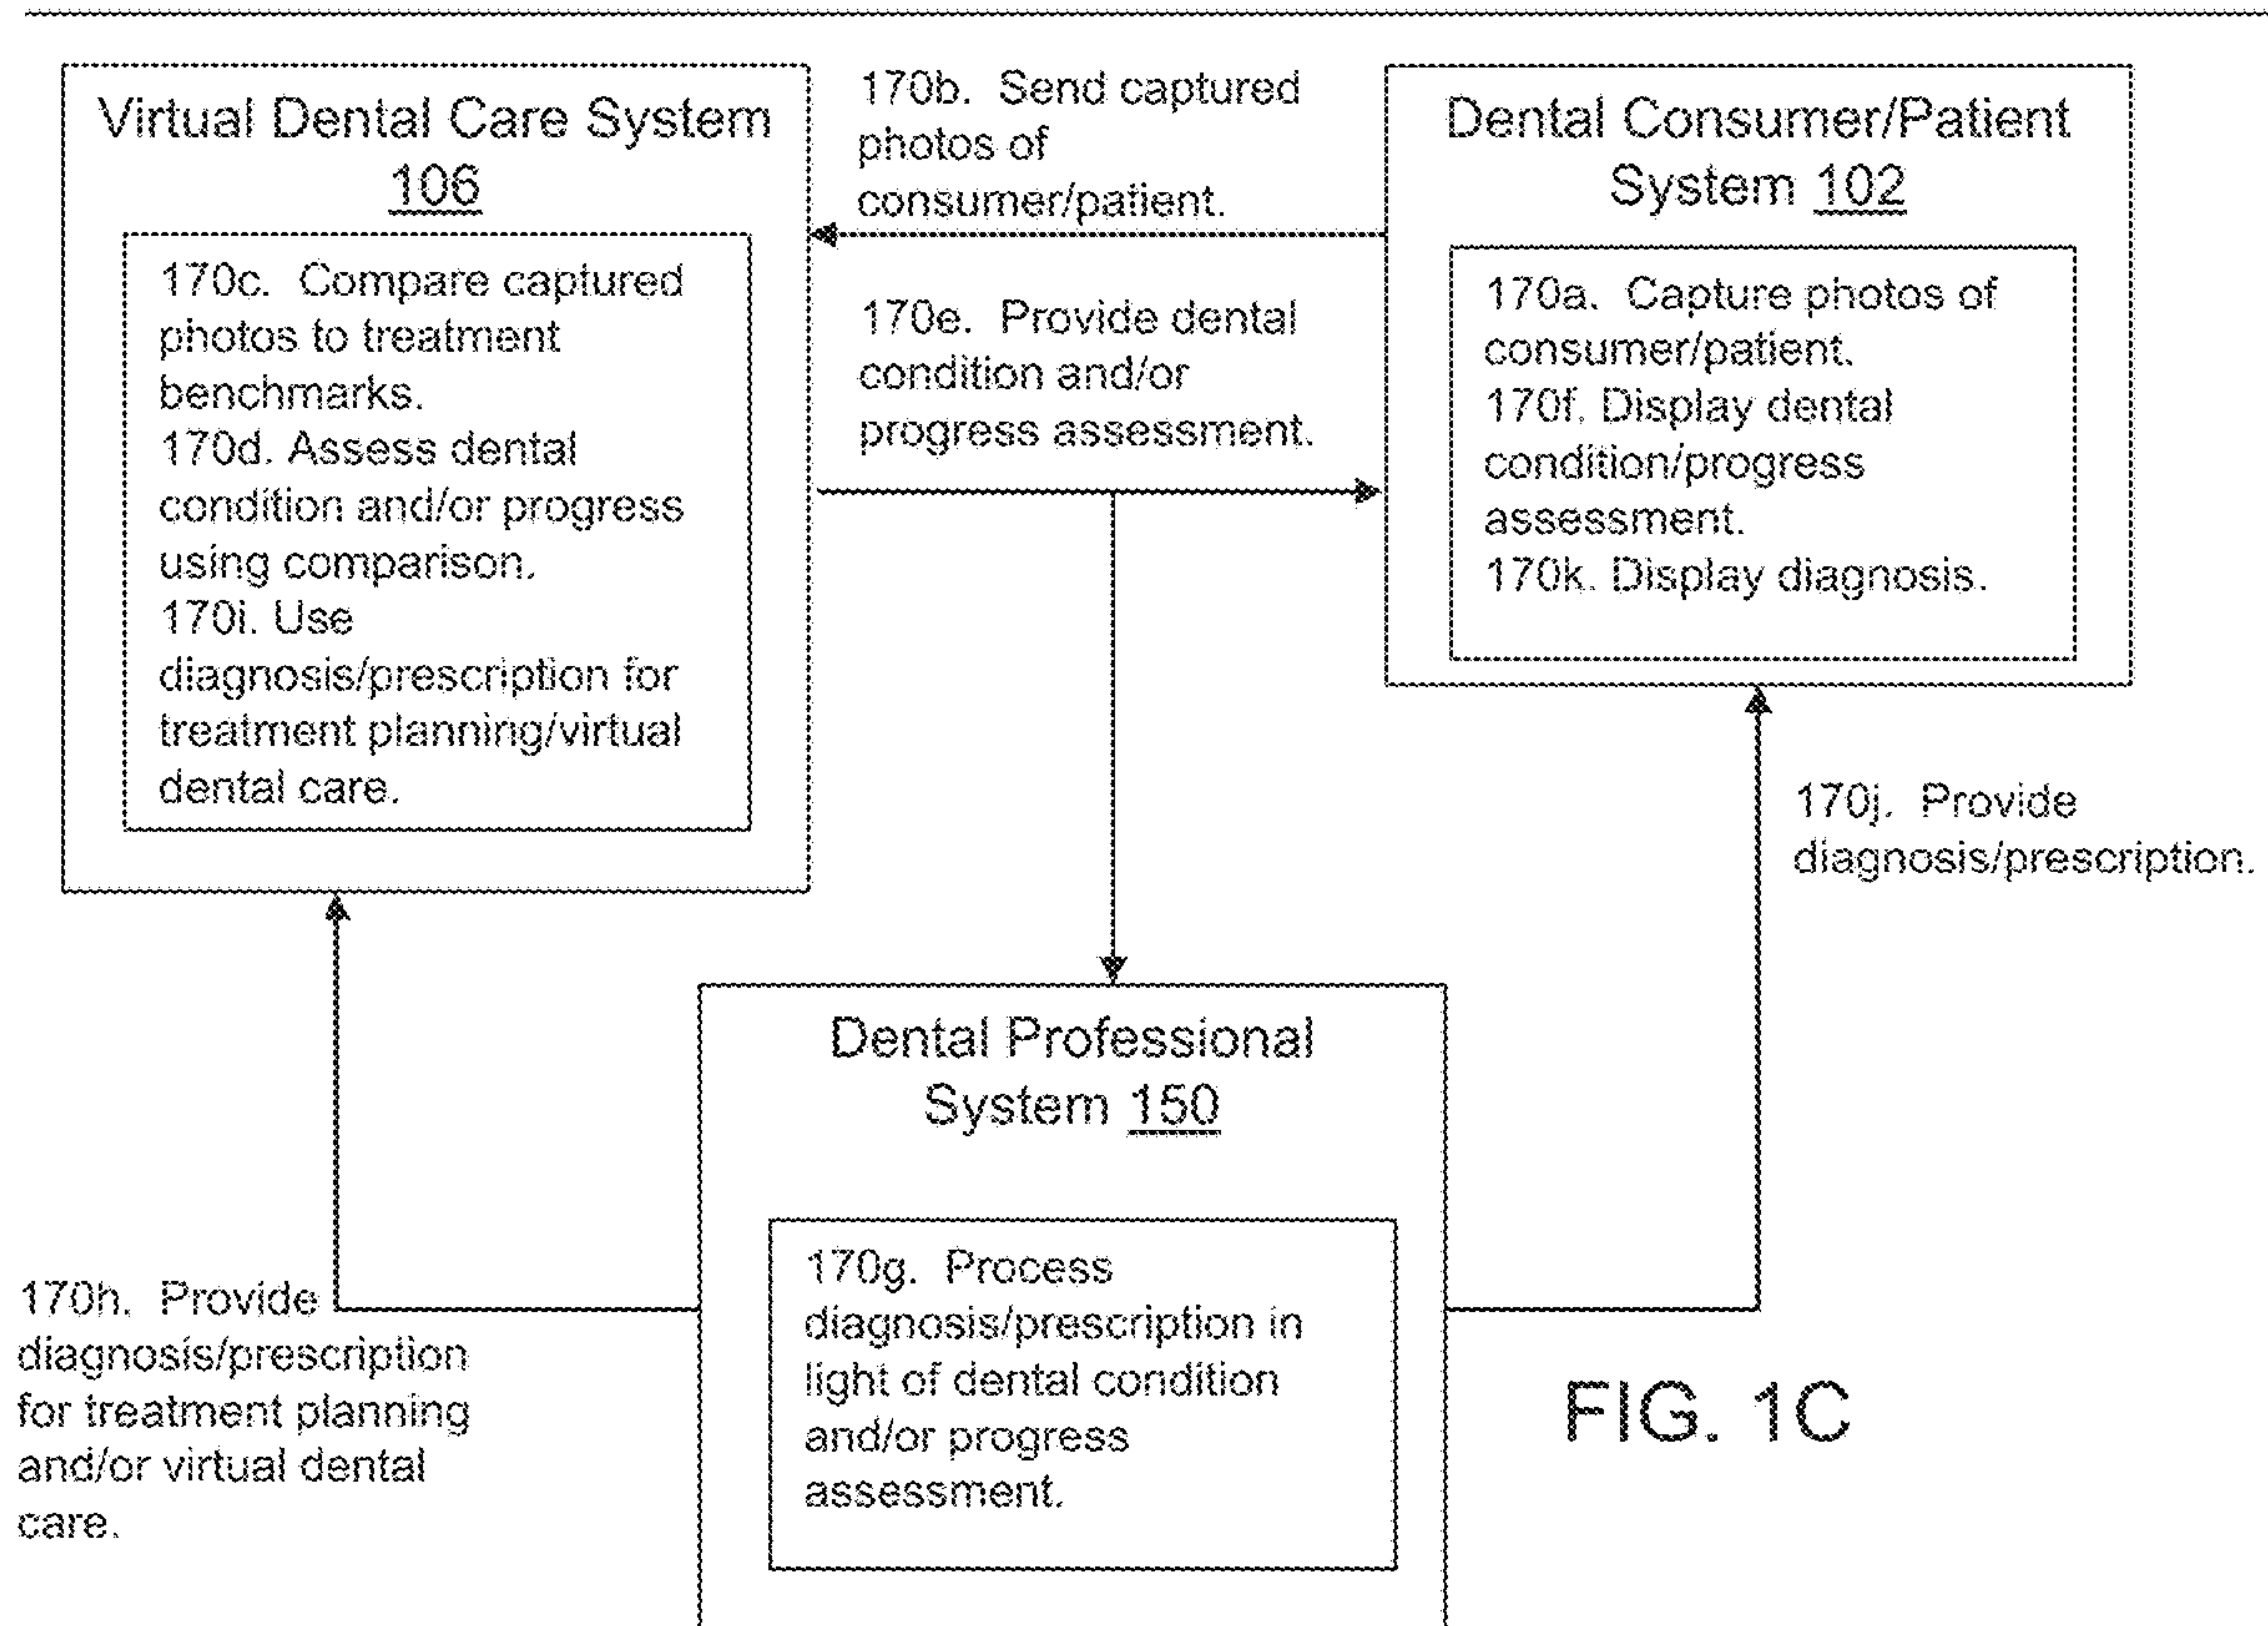 Virtual Dental Care System
106
170c. Compare captured
photos to treatment
benchmarks.
170d. Assess dental
condition and/or progress
using comparison.
170i. Use
diagnosis/prescription for
treatment planning/virtual
dental care.
170b. Send captured
photos of
consumer/patient.
170e. Provide dental
condition and/or
progress assessment.
Dental Consumer/Patient
System 102
170a. Capture photos of
consumer/patient.
170f. Display dental
condition/progress
assessment.
170k. Display diagnosis.
170j. Provide
diagnosis/prescription.
Dental Professional
System 150
170g. Process
diagnosis/prescription in
light of dental condition
and/or progress
assessment.
170h. Provide
diagnosis/prescription
for treatment planning
and/or virtual dental
care.
FIG. 1C